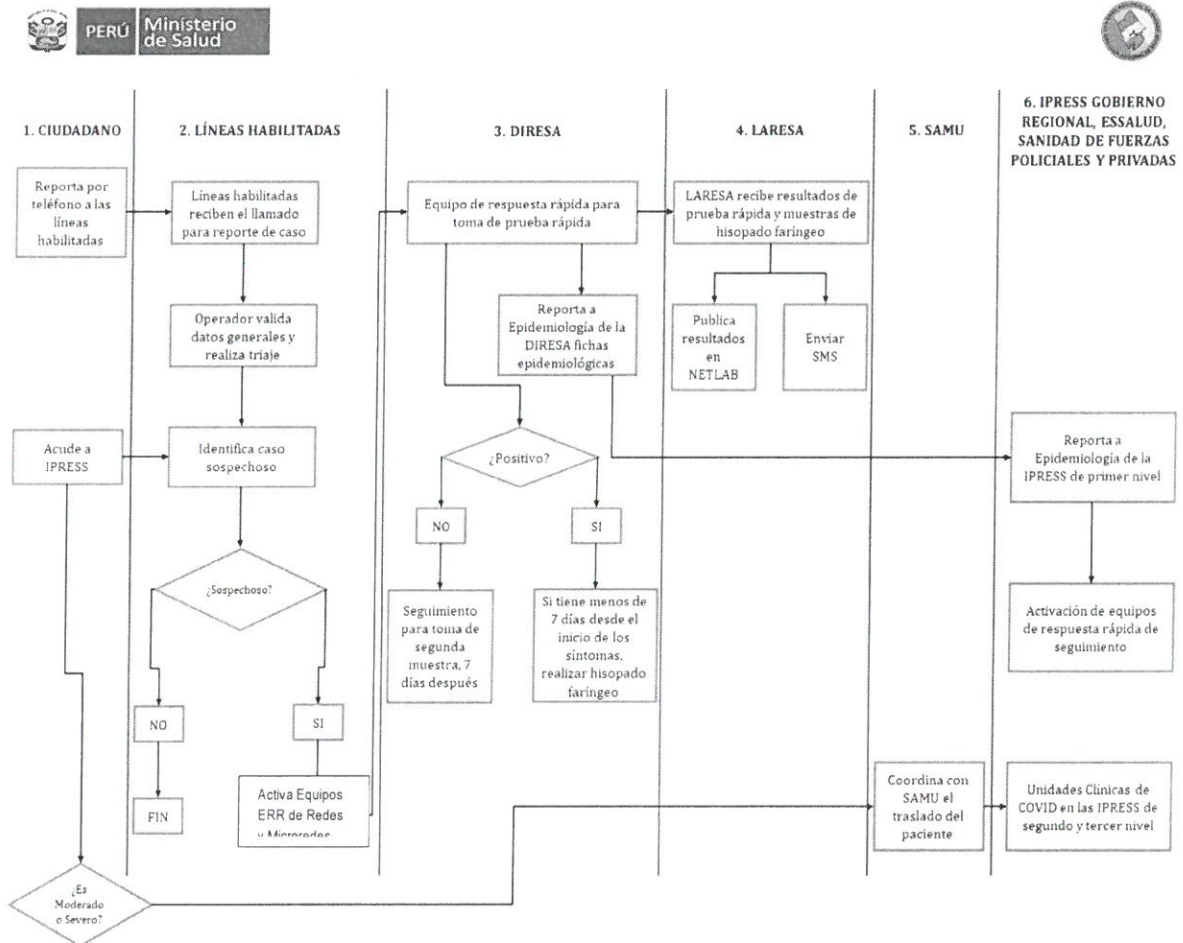 PERÚ
Ministerio
de Salud
1. CIUDADANO
2. LÍNEAS HABILITADAS
3. DIRESA
4. LARESA
5. SAMU
6. IPRESS GOBIERNO
REGIONAL, ESSALUD,
SANIDAD DE FUERZAS
POLICIALES Y PRIVADAS
Reporta por
teléfono a las
líneas
habilitadas
Líneas habilitadas
reciben el llamado
para reporte de caso
Equipo de respuesta rápida para
toma de prueba rápida
LARESA recibe resultados de
prueba rápida y muestras de
hisopado faríngeo
Operador valida
datos generales y
realiza triaje
Reporta a
Epidemiología de la
DIRESA fichas
epidemiológicas
Publica
resultados
en
NETLAB
Enviar
SMS
Acude a
IPRESS
Identifica caso
sospechoso
¿Positivo?
Reporta a
Epidemiología de la
IPRESS de primer nivel
NO
SI
¿Sospechoso?
Seguimiento
para toma de
segunda
muestra, 7
días después
Si tiene menos de
7 días desde el
inicio de los
síntomas,
realizar hisopado
faríngeo
Activación de equipos
de respuesta rápida de
seguimiento
NO
SI
FIN
Activa Equipos
ERR de Redes
y Microredes
Coordina con
SAMU el
traslado del
paciente
Unidades Clínicas de
COVID en las IPRESS de
segundo y tercer nivel
¿Es
Moderado
o Severo?